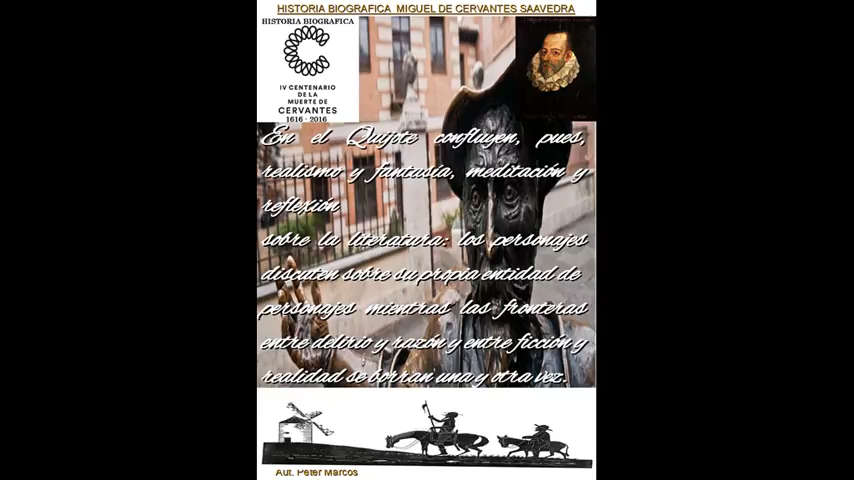 HISTORIA BIOGRAFICA MIGUEL DE CERVANTES SAAVEDRA
HISTORIA BIOGRAFICA
IV CENTENARIO
DE LA
MUERTE DE
CERVANTES
1616 - 2016
En el Quijote confluyen, pues,
realismo y fantasía, meditación y
reflexión
sobre la literatura: los personajes
discuten sobre su propia entidad de
personajes mientras las fronteras
entre delirio y razón y entre ficción y
realidad se borran una y otra vez.
Aut. Peter Marcos